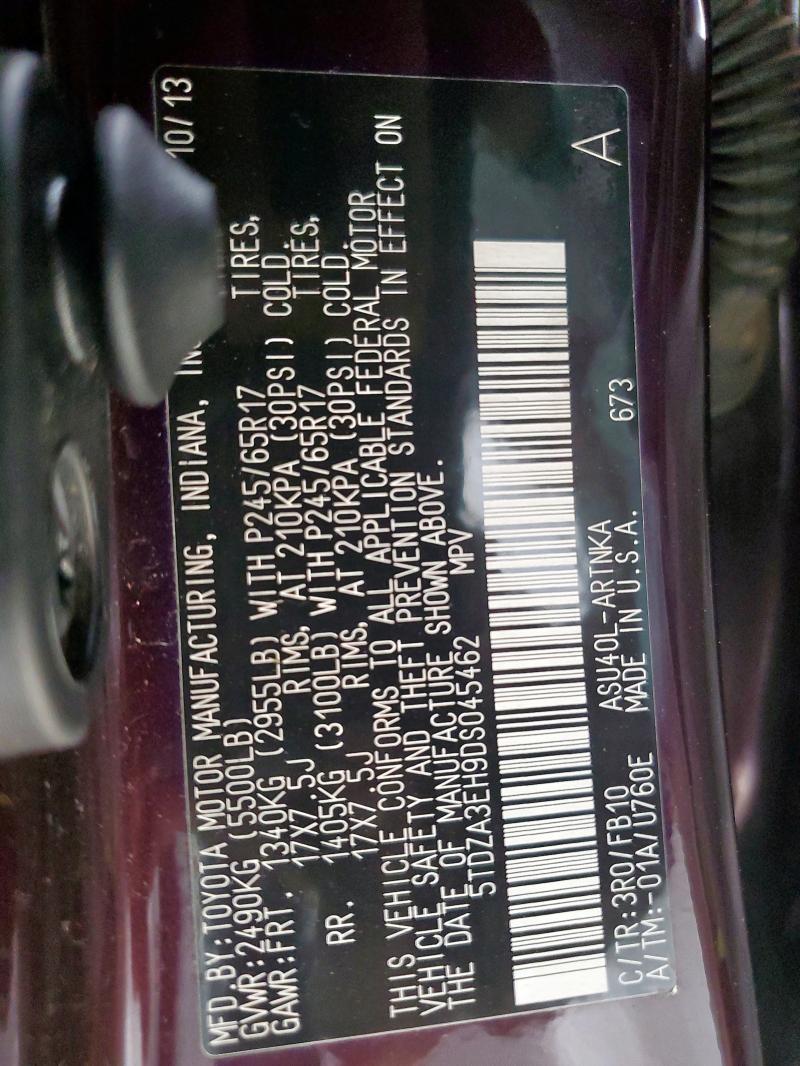 MFD.BY:TOYOTA MOTOR MANUFACTURING, INDIANA, 10/13
GVWR:2490KG (5500LB)
GAWR:FRT. 1340KG (2955LB) WITH P245/65R17 TIRES,
17X7.5J RIMS, AT 210KPA (30PSI) COLD
RR. 1405KG (3100LB) WITH P245/65R17 TIRES,
17X7.5J RIMS, AT 210KPA (30PSI) COLD.
THIS VEHICLE CONFORMS TO ALL APPLICABLE FEDERAL MOTOR
VEHICLE SAFETY AND THEFT PREVENTION STANDARDS IN EFFECT ON
THE DATE OF MANUFACTURE SHOWN ABOVE.
5TDZA3EH9DS045462 MPV
C/TR:3R0/FB10 ASU40L-ARTNKA A
A/TM:-01A/U760E MADE IN U.S.A. 673